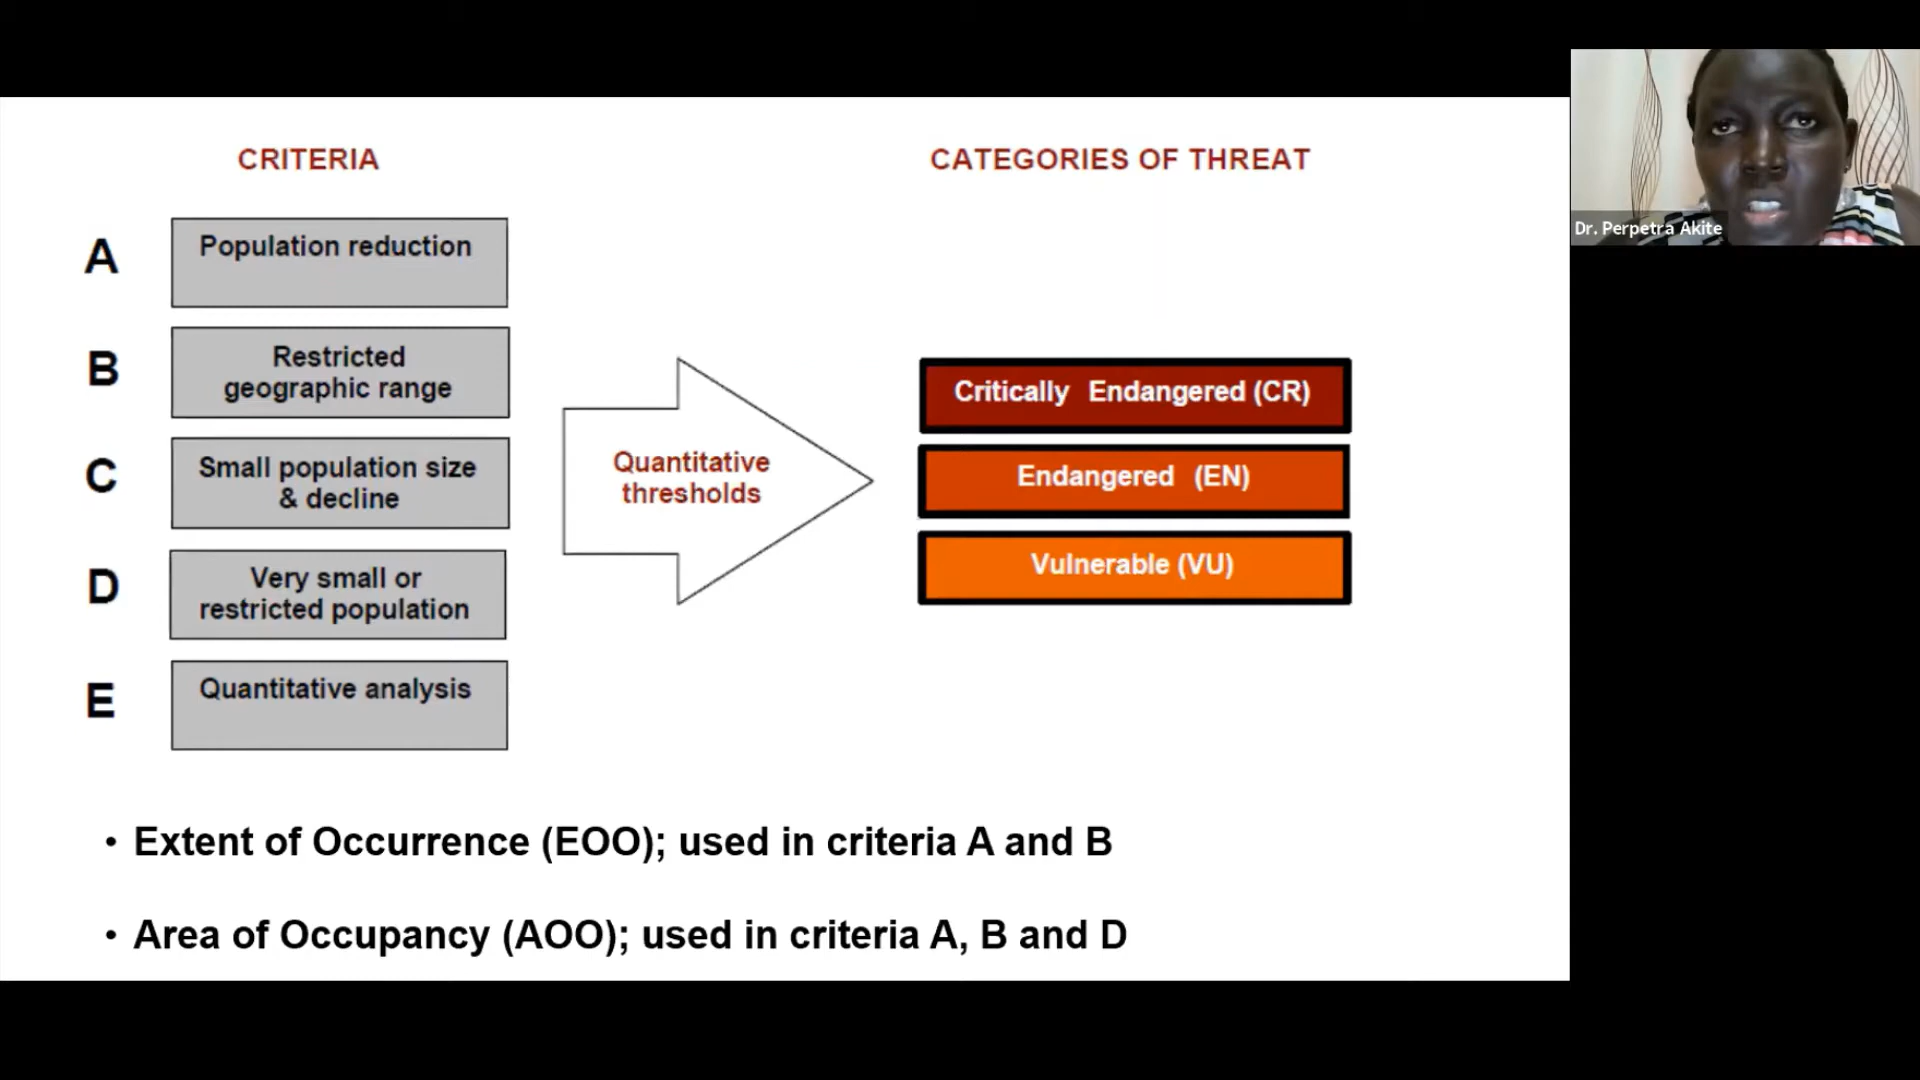 CRITERIA
CATEGORIES OF THREAT
A
Population reduction
B
Restricted
geographic range
C
Small population size
& decline
D
Very small or
restricted population
E
Quantitative analysis
Quantitative
thresholds
Critically Endangered (CR)
Endangered (EN)
Vulnerable (VU)
• Extent of Occurrence (EOO); used in criteria A and B
• Area of Occupancy (AOO); used in criteria A, B and D
Dr. Perpetra Akite